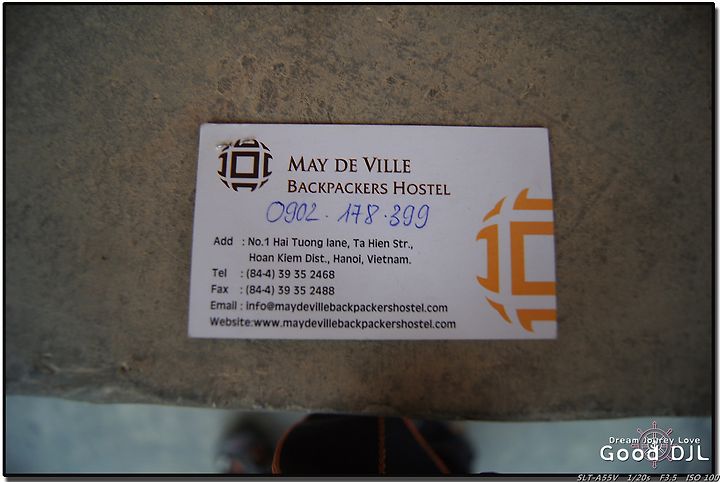 MAY DE VILLE
BACKPACKERS HOSTEL
0902.178.399
Add : No.1 Hai Tuong lane, Ta Hien Str.,
Hoan Kiem Dist., Hanoi, Vietnam.
Tel : (84-4) 39 35 2468
Fax : (84-4) 39 35 2488
Email : info@maydevillebackpackershostel.com
Website:www.maydevillebackpackershostel.com
Dream Jourey Love
Good DJL
SLT-A55V 1/20s F3.5 ISO 100